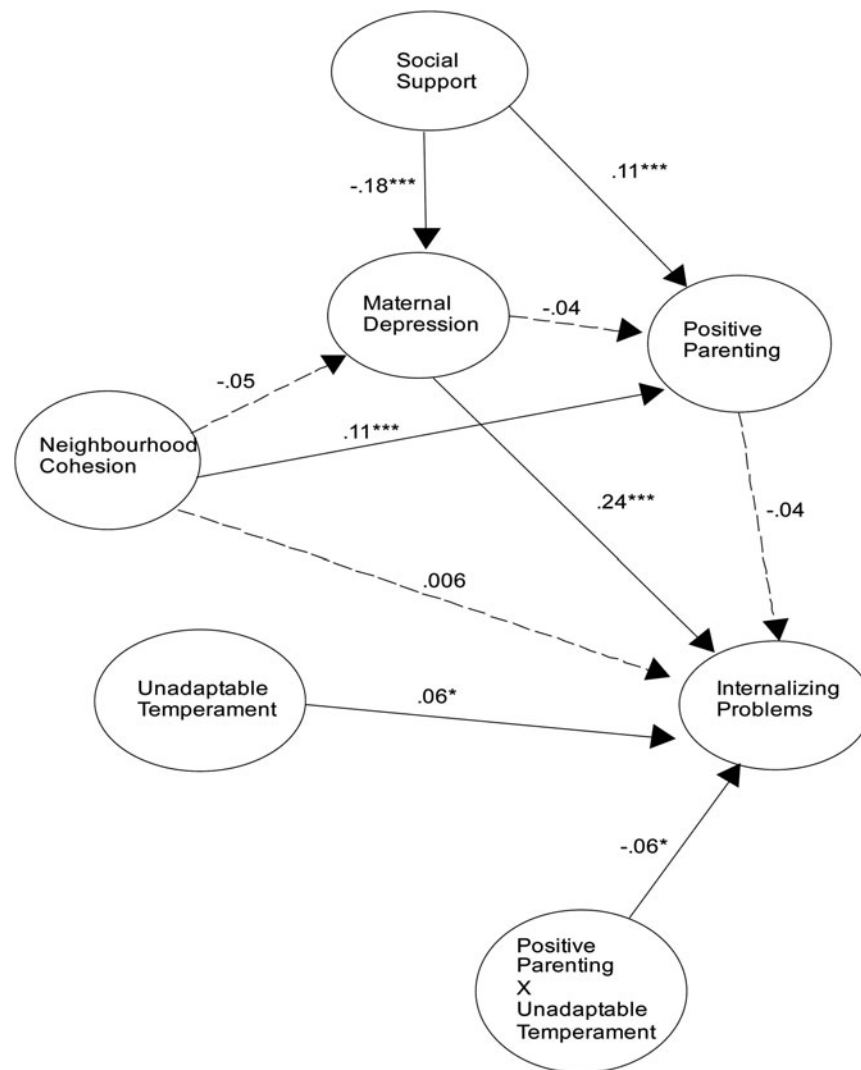 Social
Support
-.18***
.11***
Maternal
Depression
-.04
Positive
Parenting
-.05
Neighbourhood
Cohesion
.11***
.24***
-.04
.006
Unadaptable
Temperament
.06*
Internalizing
Problems
-.06*
Positive
Parenting
X
Unadaptable
Temperament